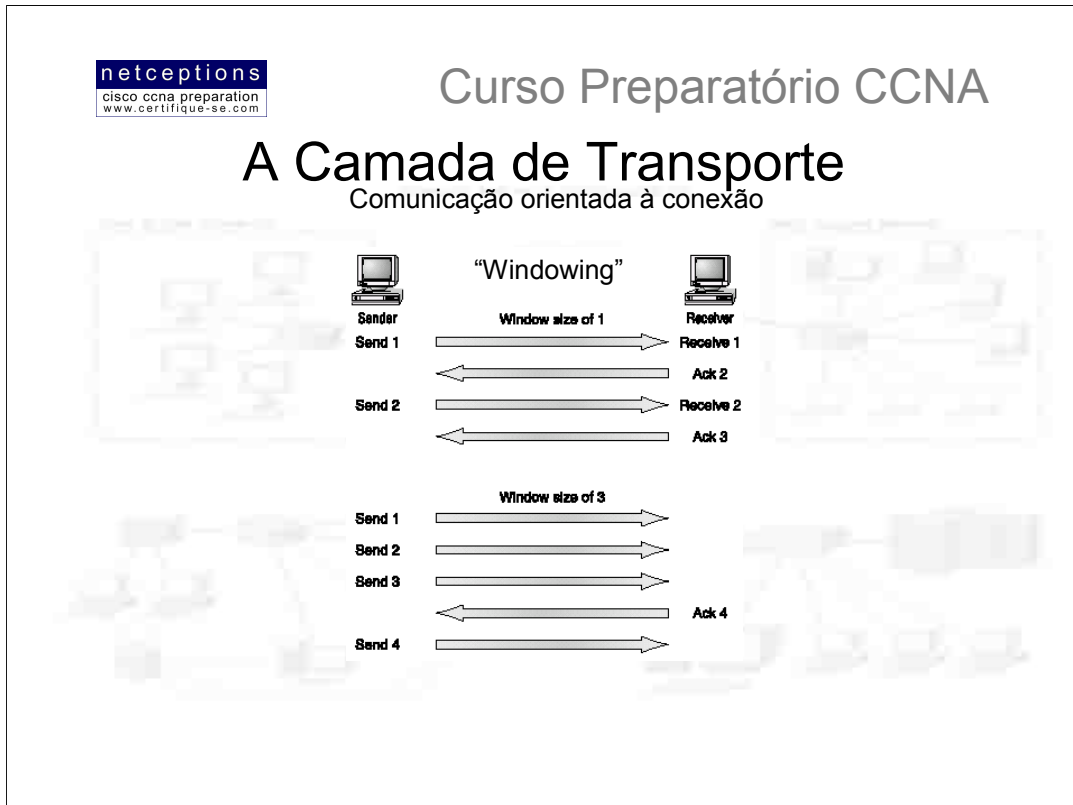 netceptions
cisco ccna preparation
www.certifique-se.com
Curso Preparatório CCNA
A Camada de Transporte
Comunicação orientada à conexão
“Windowing”
Sender
Window size of 1
Receiver
Send 1
Receive 1
Ack 2
Send 2
Receive 2
Ack 3
Window size of 3
Send 1
Send 2
Send 3
Ack 4
Send 4